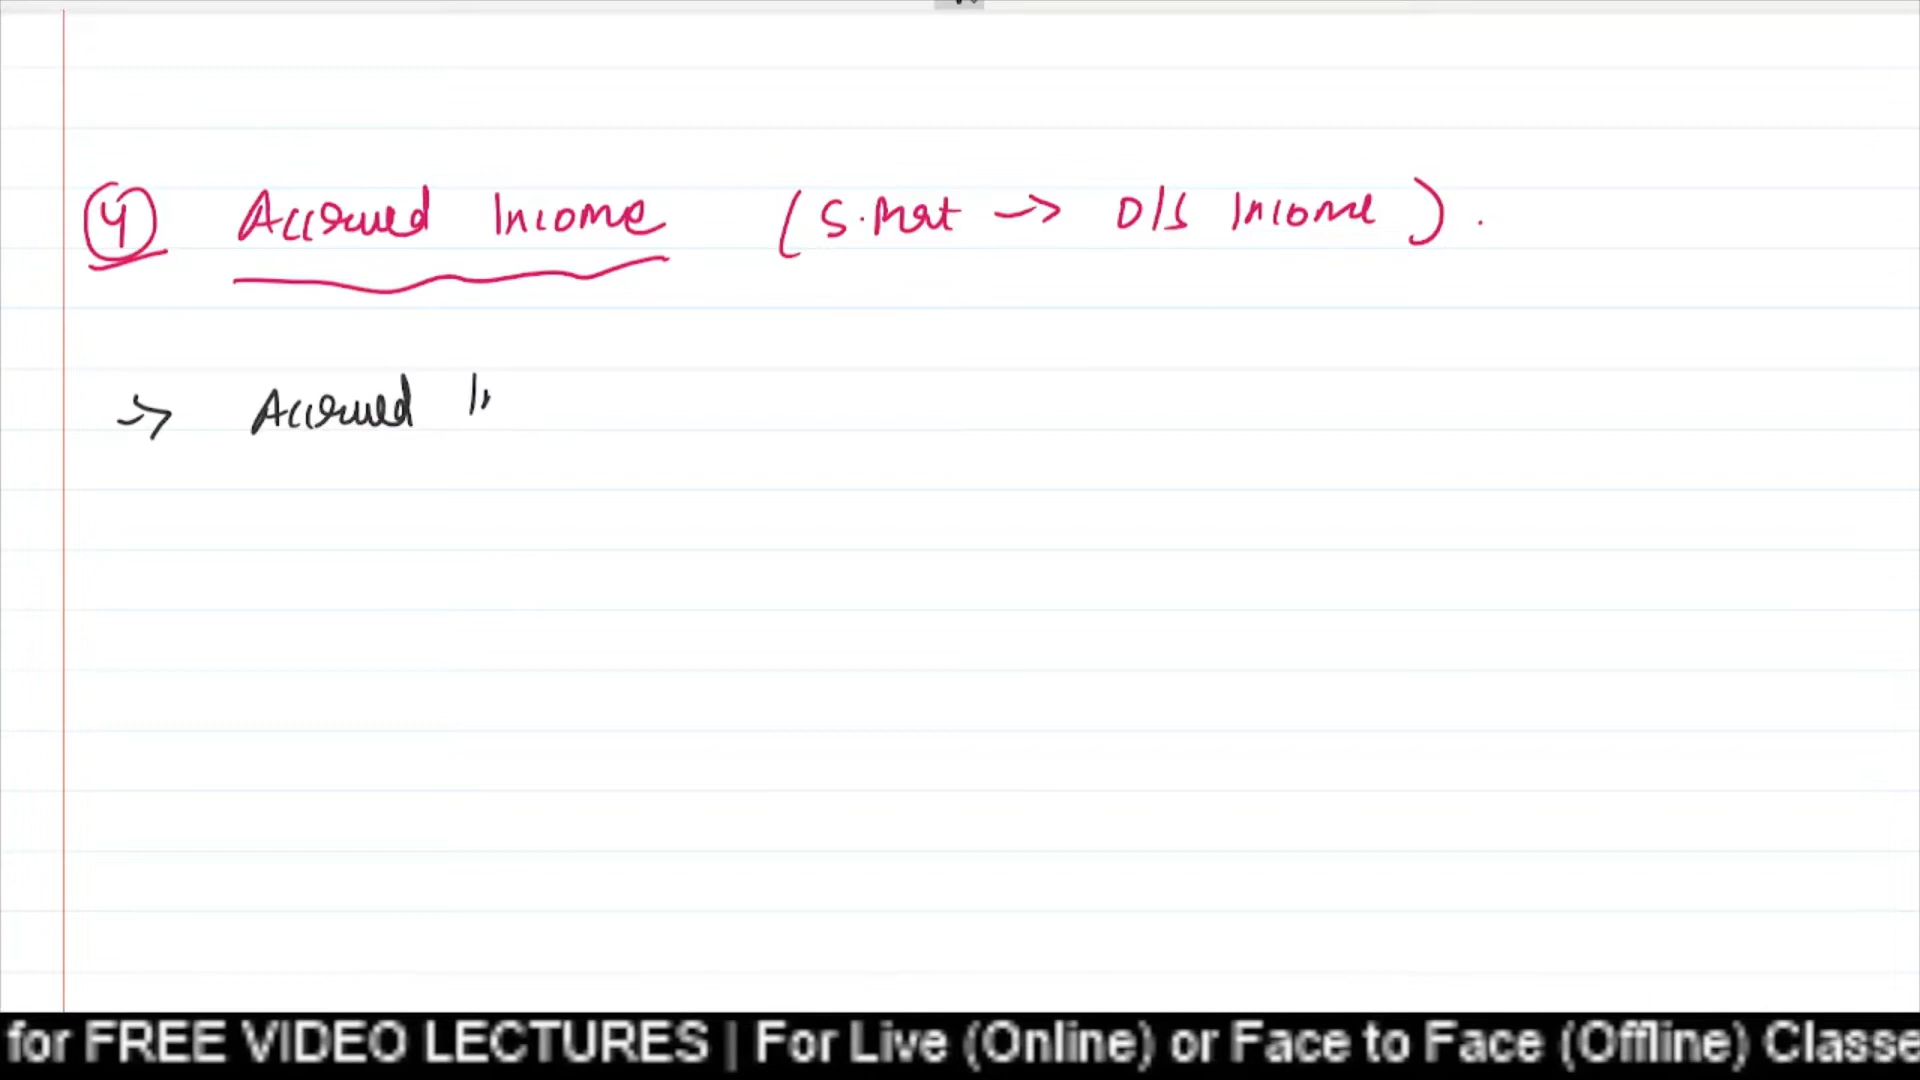 ④ Accrued Income (S.Mat → O/S Income).
→ Accrued In
for FREE VIDEO LECTURES | For Live (Online) or Face to Face (Offline) Classe